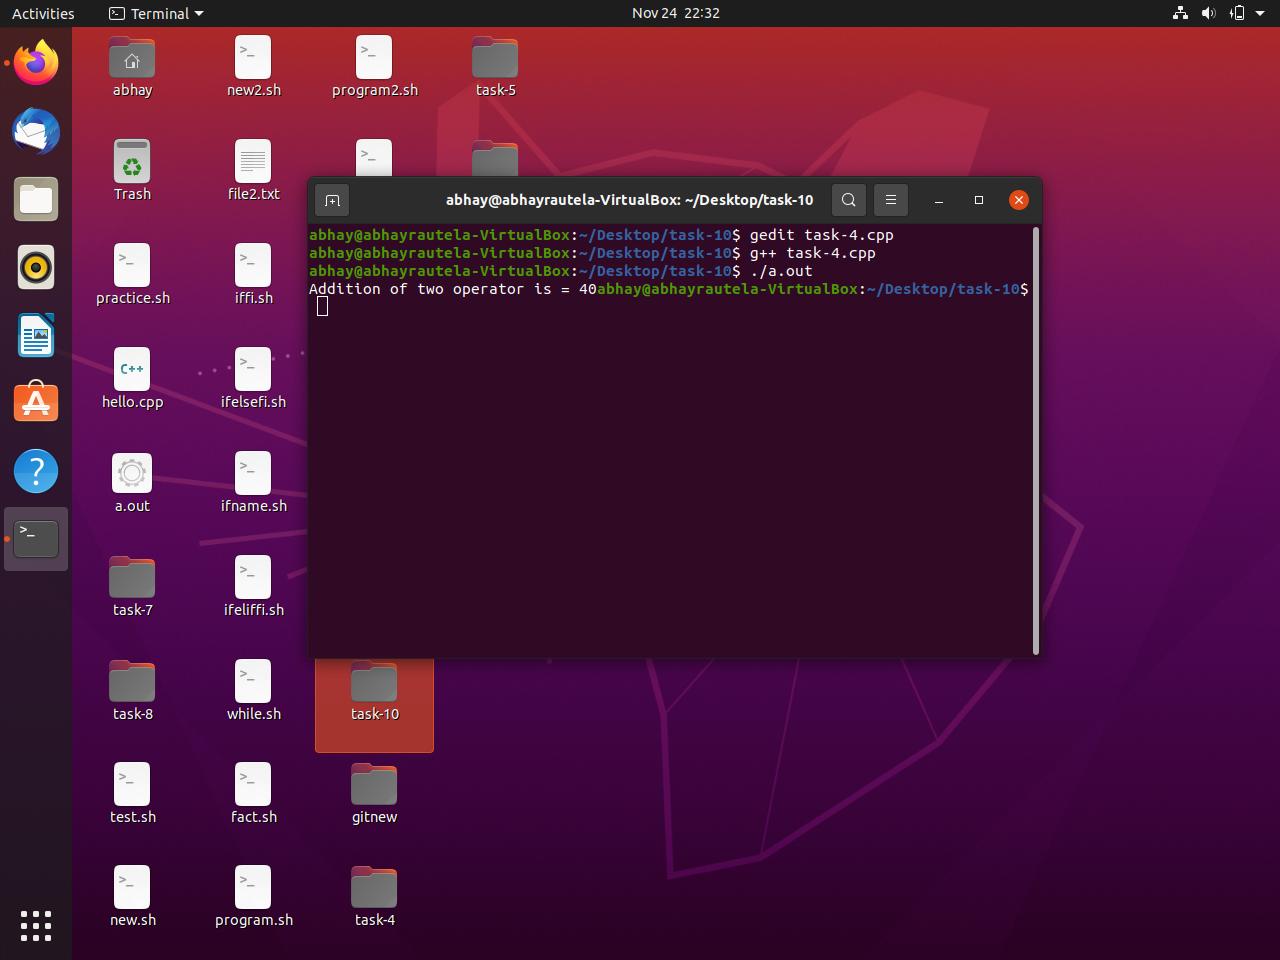 Activities Terminal Nov 24 22:32
abhay new2.sh program2.sh task-5
Trash file2.txt
abhay@abhayrautela-VirtualBox: ~/Desktop/task-10
abhay@abhayrautela-VirtualBox:~/Desktop/task-10$ gedit task-4.cpp
abhay@abhayrautela-VirtualBox:~/Desktop/task-10$ g++ task-4.cpp
abhay@abhayrautela-VirtualBox:~/Desktop/task-10$ ./a.out
Addition of two operator is = 40abhay@abhayrautela-VirtualBox:~/Desktop/task-10$
practice.sh iffi.sh
C++
hello.cpp ifelsefi.sh
a.out ifname.sh
task-7 ifeliffi.sh
task-8 while.sh task-10
test.sh fact.sh gitnew
new.sh program.sh task-4